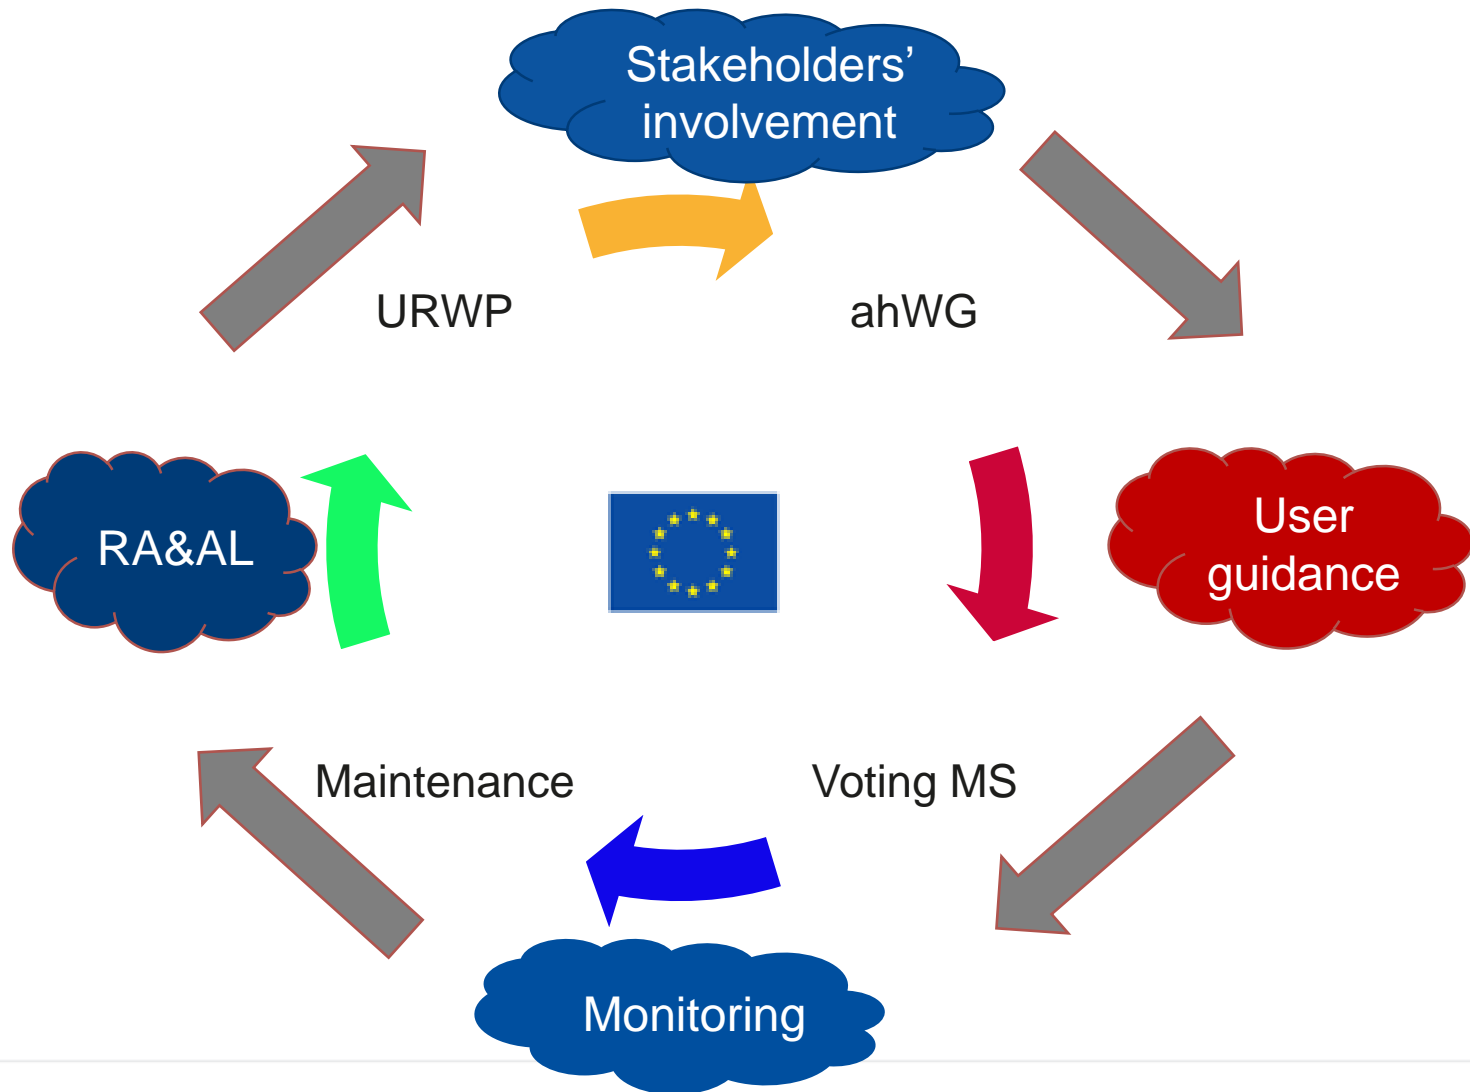 Stakeholders’
involvement
URWP
ahWG
RA&AL
User
guidance
Maintenance
Voting MS
Monitoring